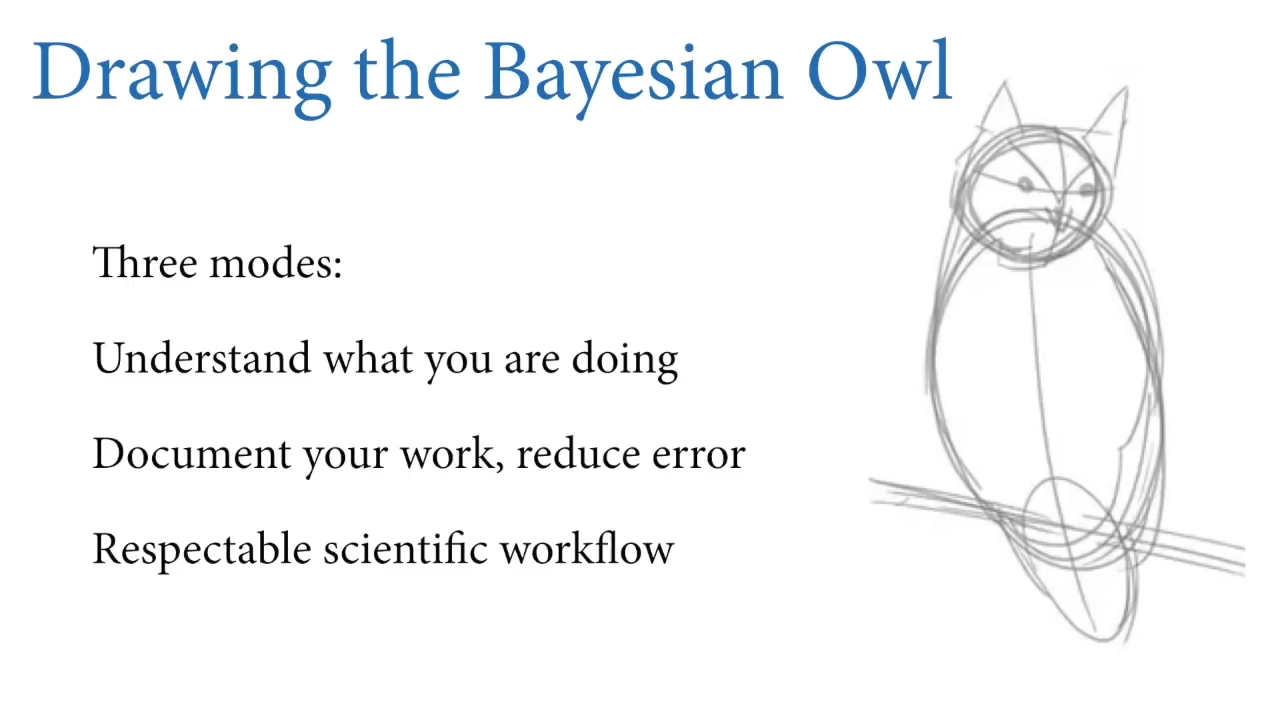 Drawing the Bayesian Owl
Three modes:
Understand what you are doing
Document your work, reduce error
Respectable scientific workflow